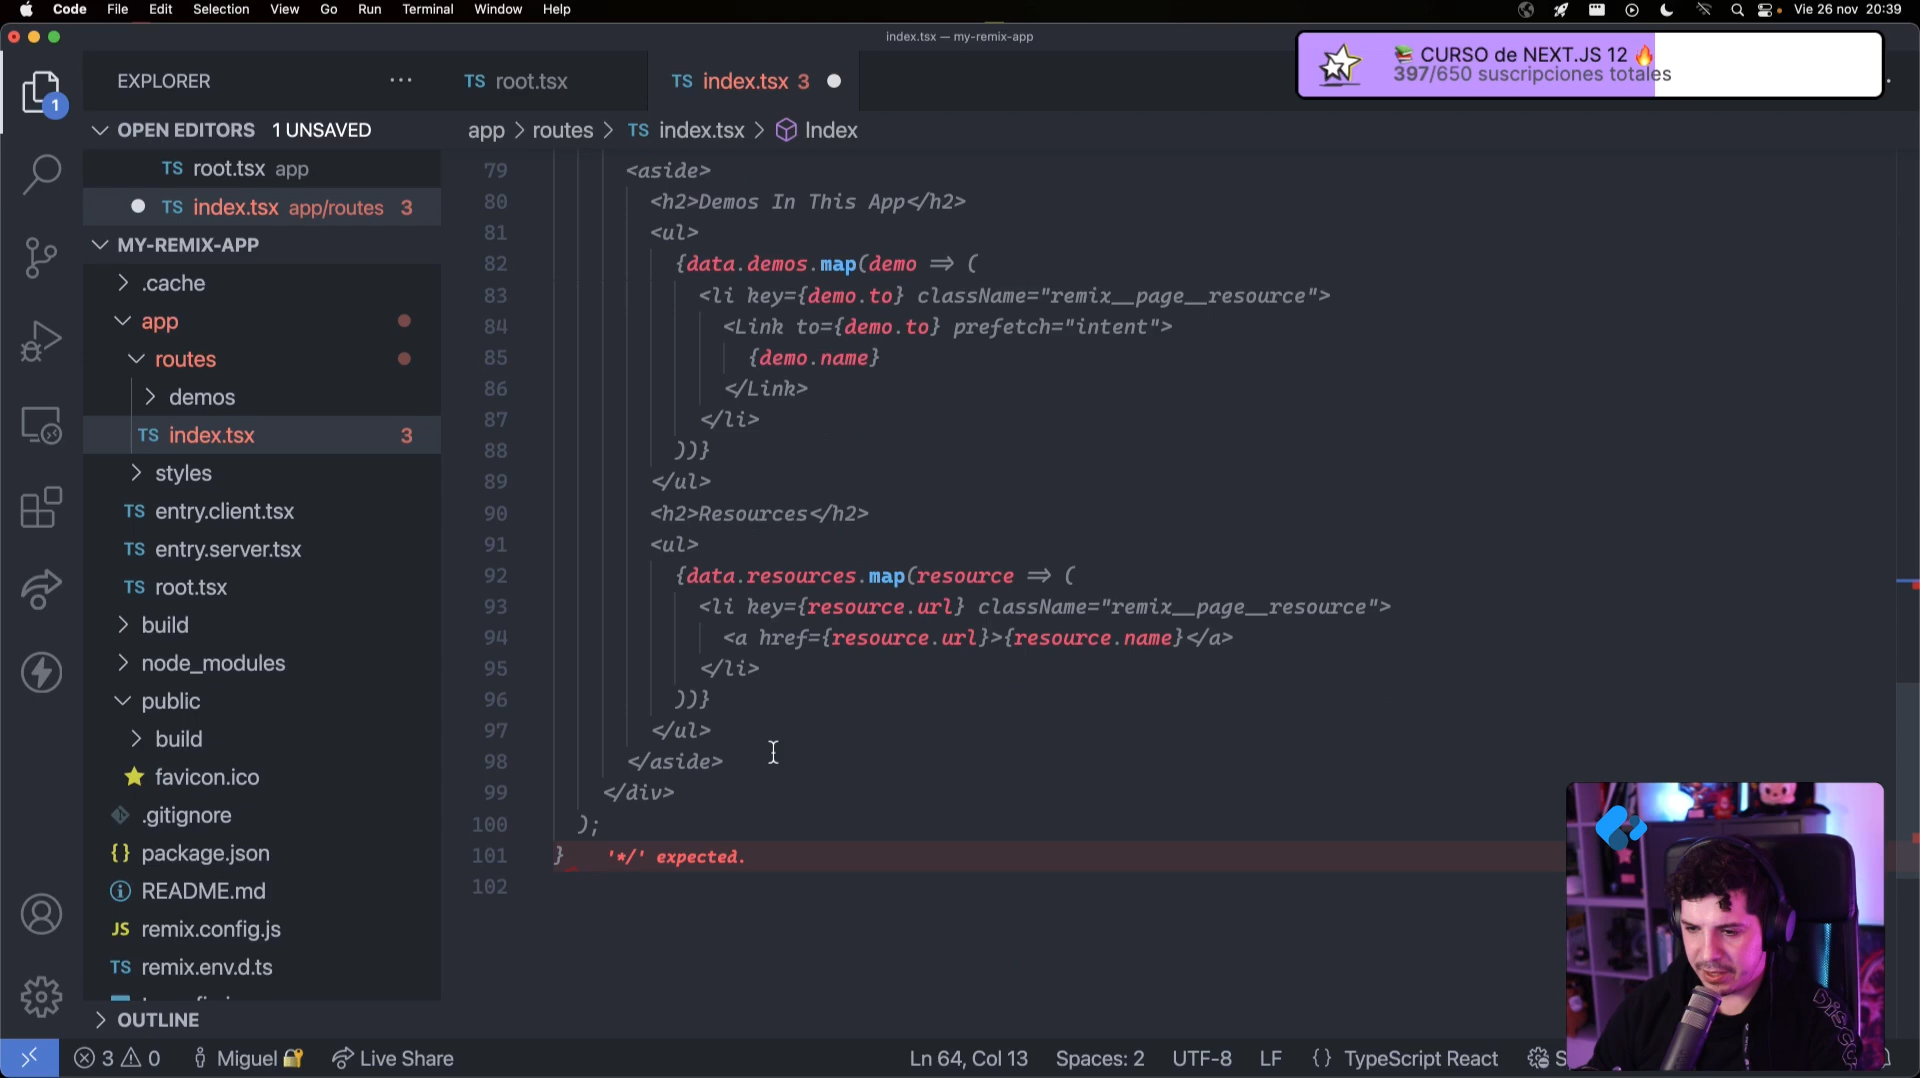 Code File Edit Selection View Go Run Terminal Window Help
Vie 26 nov 20:39
index.tsx — my-remix-app
📚 CURSO de NEXT.JS 12 🔥
397/650 suscripciones totales
EXPLORER ···
TS root.tsx
TS index.tsx 3
1
OPEN EDITORS 1 UNSAVED
TS root.tsx app
TS index.tsx app/routes 3
MY-REMIX-APP
.cache
app
routes
demos
TS index.tsx 3
styles
TS entry.client.tsx
TS entry.server.tsx
TS root.tsx
build
node_modules
public
build
favicon.ico
.gitignore
{} package.json
README.md
JS remix.config.js
TS remix.env.d.ts
OUTLINE
app > routes > TS index.tsx > Index
79 <aside>
80 <h2>Demos In This App</h2>
81 <ul>
82 {data.demos.map(demo => (
83 <li key={demo.to} className="remix__page__resource">
84 <Link to={demo.to} prefetch="intent">
85 {demo.name}
86 </Link>
87 </li>
88 ))}
89 </ul>
90 <h2>Resources</h2>
91 <ul>
92 {data.resources.map(resource => (
93 <li key={resource.url} className="remix__page__resource">
94 <a href={resource.url}>{resource.name}</a>
95 </li>
96 ))}
97 </ul>
98 </aside>
99 </div>
100 );
101 } '*/' expected.
102
3 0 Miguel 🔐 Live Share
Ln 64, Col 13 Spaces: 2 UTF-8 LF {} TypeScript React